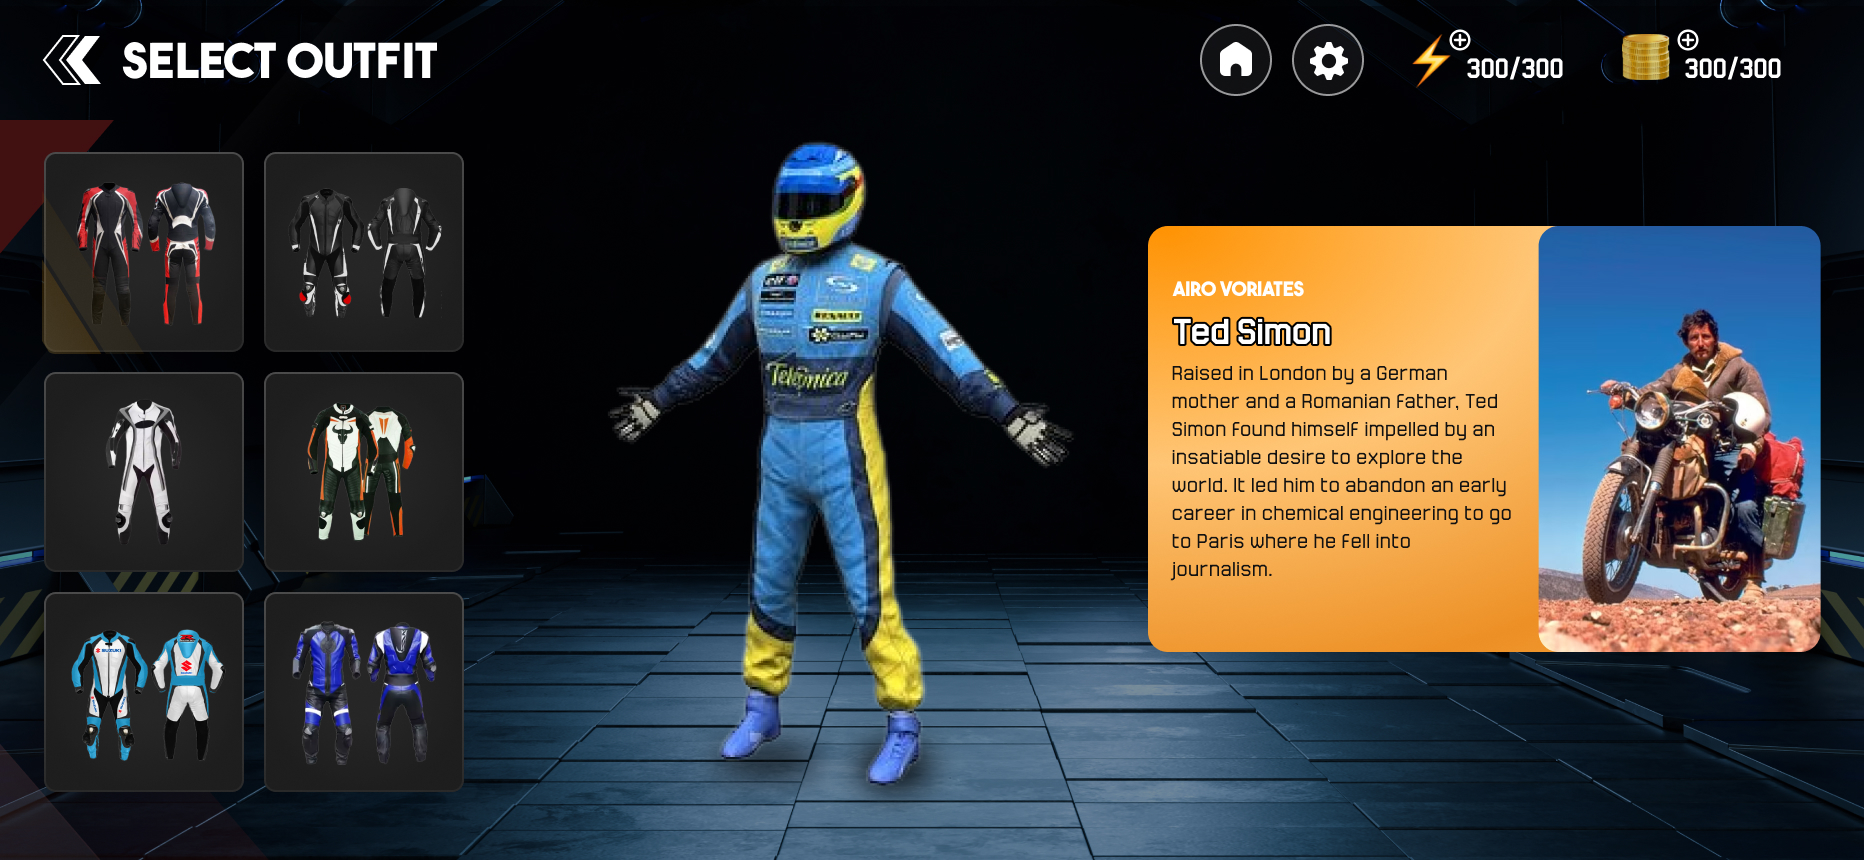 SELECT OUTFIT
300/300
300/300
AIRO VORIATES
Ted Simon
Raised in London by a German
mother and a Romanian father, Ted
Simon found himself impelled by an
insatiable desire to explore the
world. It led him to abandon an early
career in chemical engineering to go
to Paris where he fell into
journalism.
RENAULT
Telefonica
SUZUKI